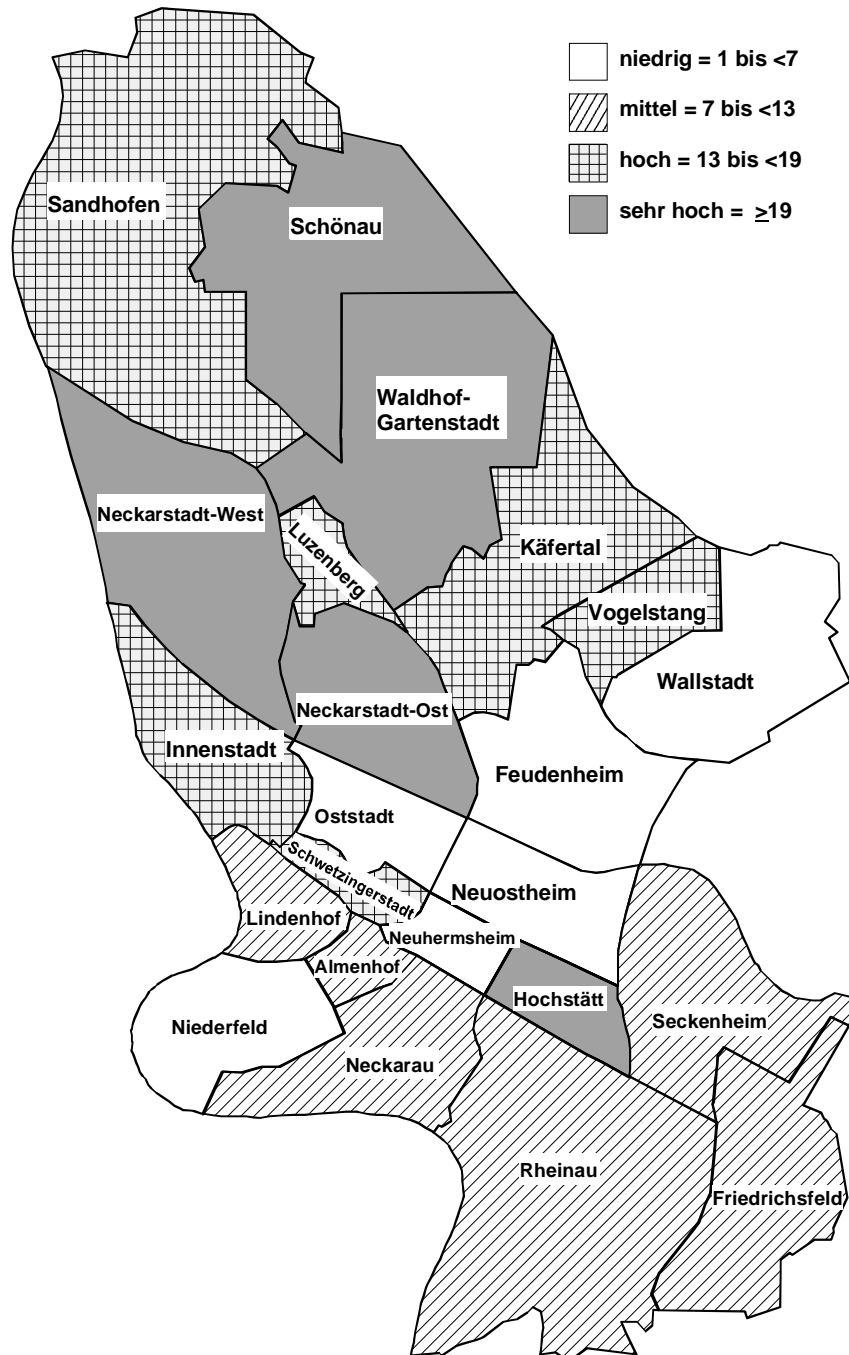 niedrig = 1 bis <7
mittel = 7 bis <13
hoch = 13 bis <19
sehr hoch = ≥19
Sandhofen
Schönau
Waldhof-
Gartenstadt
Neckarstadt-West
Luzenberg
Käfertal
Vogelstang
Wallstadt
Neckarstadt-Ost
Innenstadt
Feudenheim
Oststadt
Schwetzingerstadt
Neuostheim
Lindenhof
Neuhermsheim
Almenhof
Hochstätt
Seckenheim
Niederfeld
Neckarau
Rheinau
Friedrichsfeld